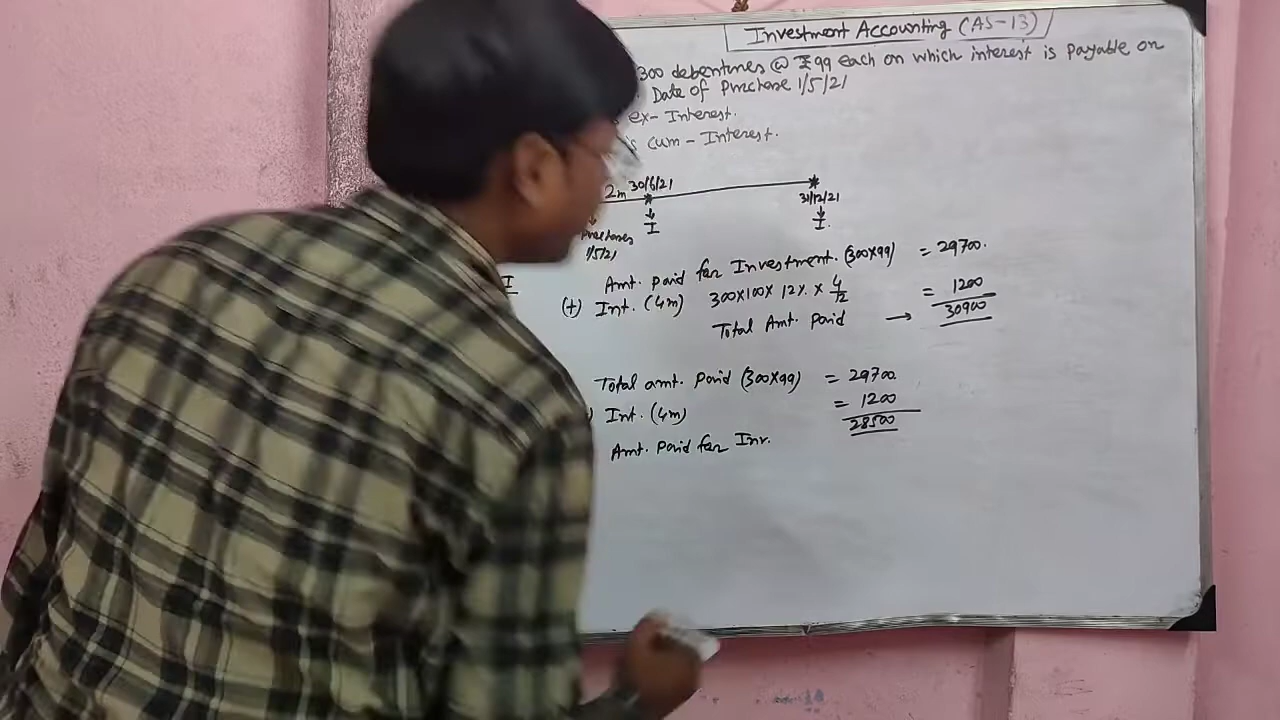 Investment Accounting (AS-13)
300 debentures @ ₹99 each on which interest is payable on
Date of Purchase 1/5/21
ex-Interest.
cum-Interest.
2m 30/6/21
31/12/21
I
I.
Purchases
1/5/21
I
Amt. paid for Investment. (300×99) = 29700.
(+) Int. (4m) 300×100× 12% × 4/12 = 1200
Total Amt. Paid → 30900
Total amt. Paid (300×99) = 29700
) Int. (4m) = 1200
Amt. Paid for Inv. 28500